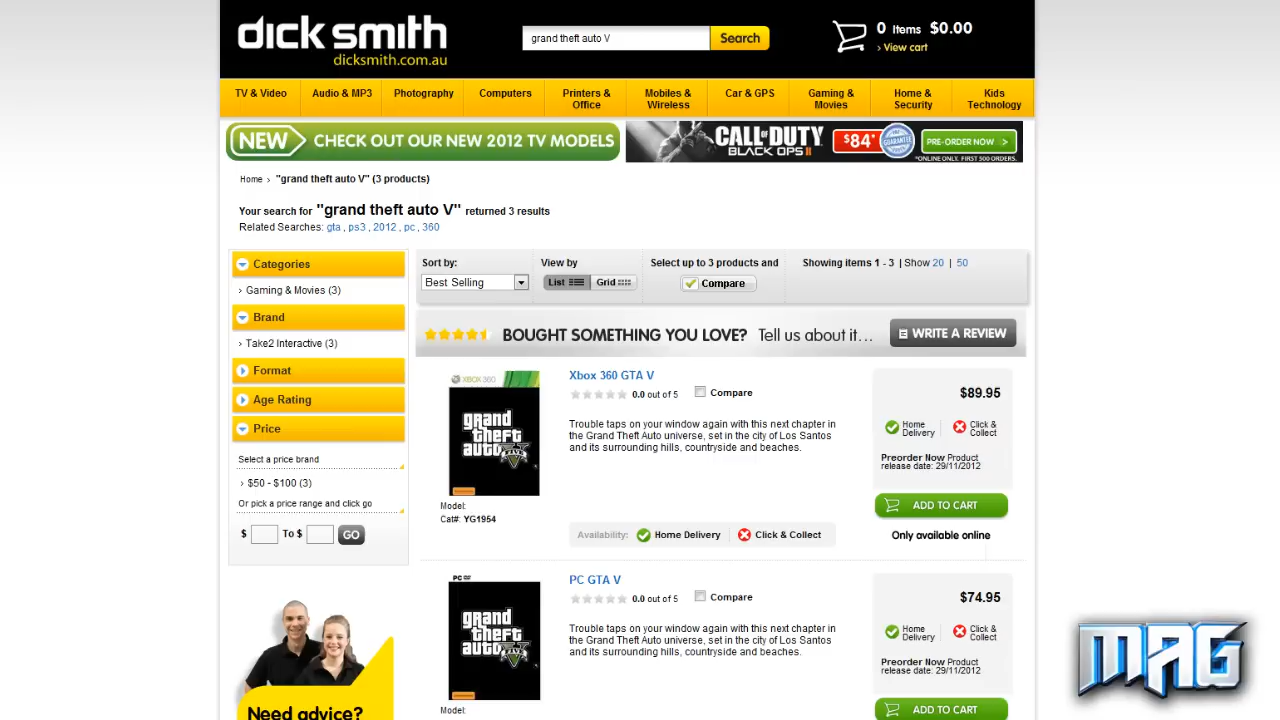 dick smith
dicksmith.com.au
grand theft auto V
Search
0 Items $0.00
› View cart
TV & Video
Audio & MP3
Photography
Computers
Printers & Office
Mobiles & Wireless
Car & GPS
Gaming & Movies
Home & Security
Kids Technology
NEW CHECK OUT OUR NEW 2012 TV MODELS
CALL OF DUTY
BLACK OPS II
$84*
GUARANTEE
PRE-ORDER NOW >
*ONLINE ONLY. FIRST 300 ORDERS.
Home › "grand theft auto V" (3 products)
Your search for "grand theft auto V" returned 3 results
Related Searches: gta , ps3 , 2012 , pc , 360
Categories
› Gaming & Movies (3)
Brand
› Take2 Interactive (3)
Format
Age Rating
Price
Select a price brand
› $50 - $100 (3)
Or pick a price range and click go
$ To $ GO
Need advice?
Sort by:
Best Selling
View by
List Grid
Select up to 3 products and
Compare
Showing items 1 - 3 | Show 20 | 50
BOUGHT SOMETHING YOU LOVE? Tell us about it... WRITE A REVIEW
XBOX 360
grand
theft
auto V
Model:
Cat#: YG1954
Xbox 360 GTA V
0.0 out of 5 Compare
Trouble taps on your window again with this next chapter in
the Grand Theft Auto universe, set in the city of Los Santos
and its surrounding hills, countryside and beaches.
Availability: Home Delivery Click & Collect
$89.95
Home Delivery
Click & Collect
Preorder Now Product
release date: 29/11/2012
ADD TO CART
Only available online
PC DVD
grand
theft
auto V
Model:
PC GTA V
0.0 out of 5 Compare
Trouble taps on your window again with this next chapter in
the Grand Theft Auto universe, set in the city of Los Santos
and its surrounding hills, countryside and beaches.
$74.95
Home Delivery
Click & Collect
Preorder Now Product
release date: 29/11/2012
ADD TO CART
MAG